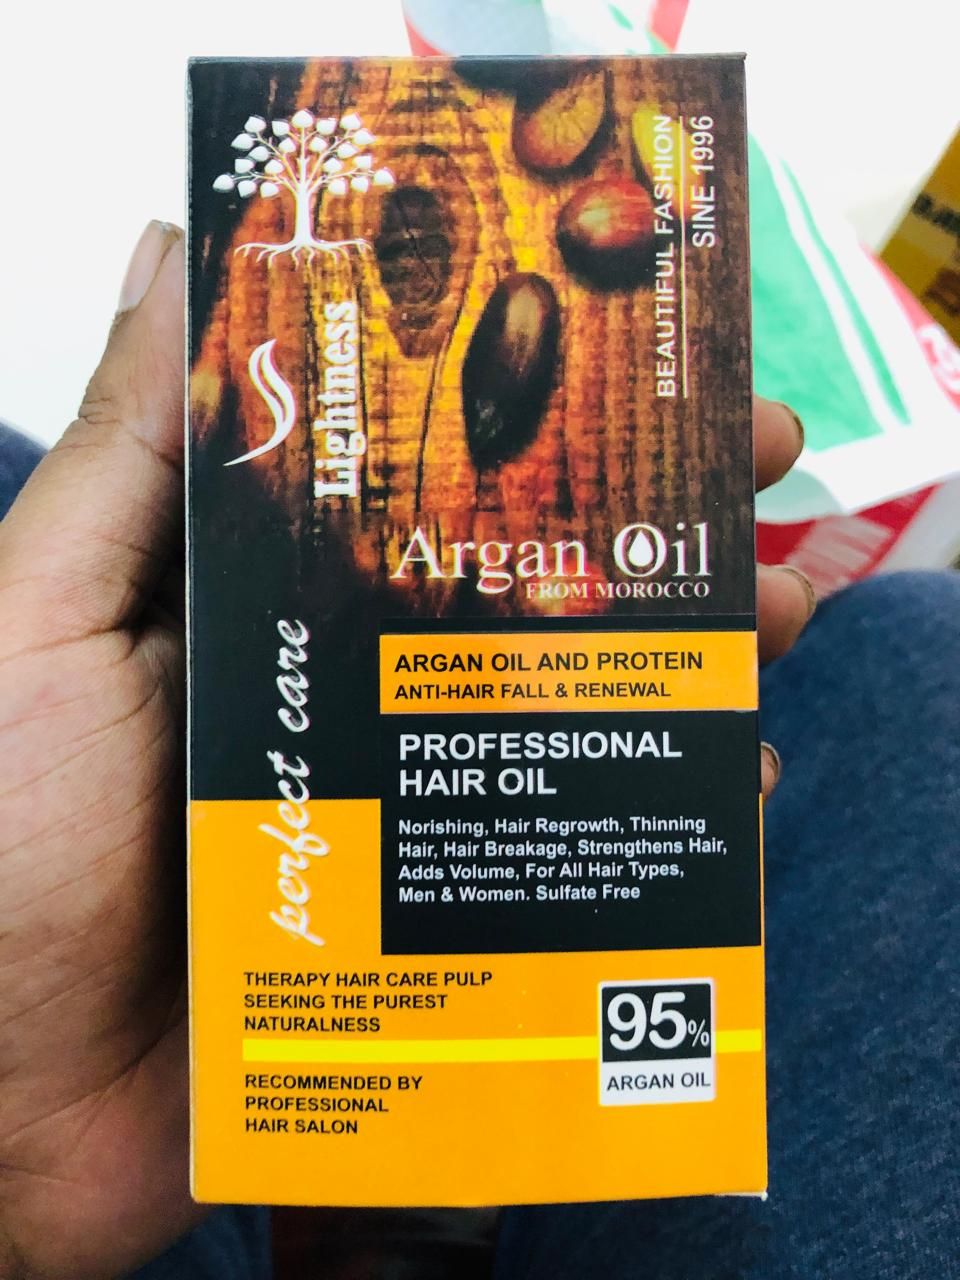 BEAUTIFUL FASHION
SINE 1996
Lightness
Argan Oil
FROM MOROCCO
perfect care
ARGAN OIL AND PROTEIN
ANTI-HAIR FALL & RENEWAL
PROFESSIONAL
HAIR OIL
Norishing, Hair Regrowth, Thinning
Hair, Hair Breakage, Strengthens Hair,
Adds Volume, For All Hair Types,
Men & Women. Sulfate Free
THERAPY HAIR CARE PULP
SEEKING THE PUREST
NATURALNESS
95%
ARGAN OIL
RECOMMENDED BY
PROFESSIONAL
HAIR SALON